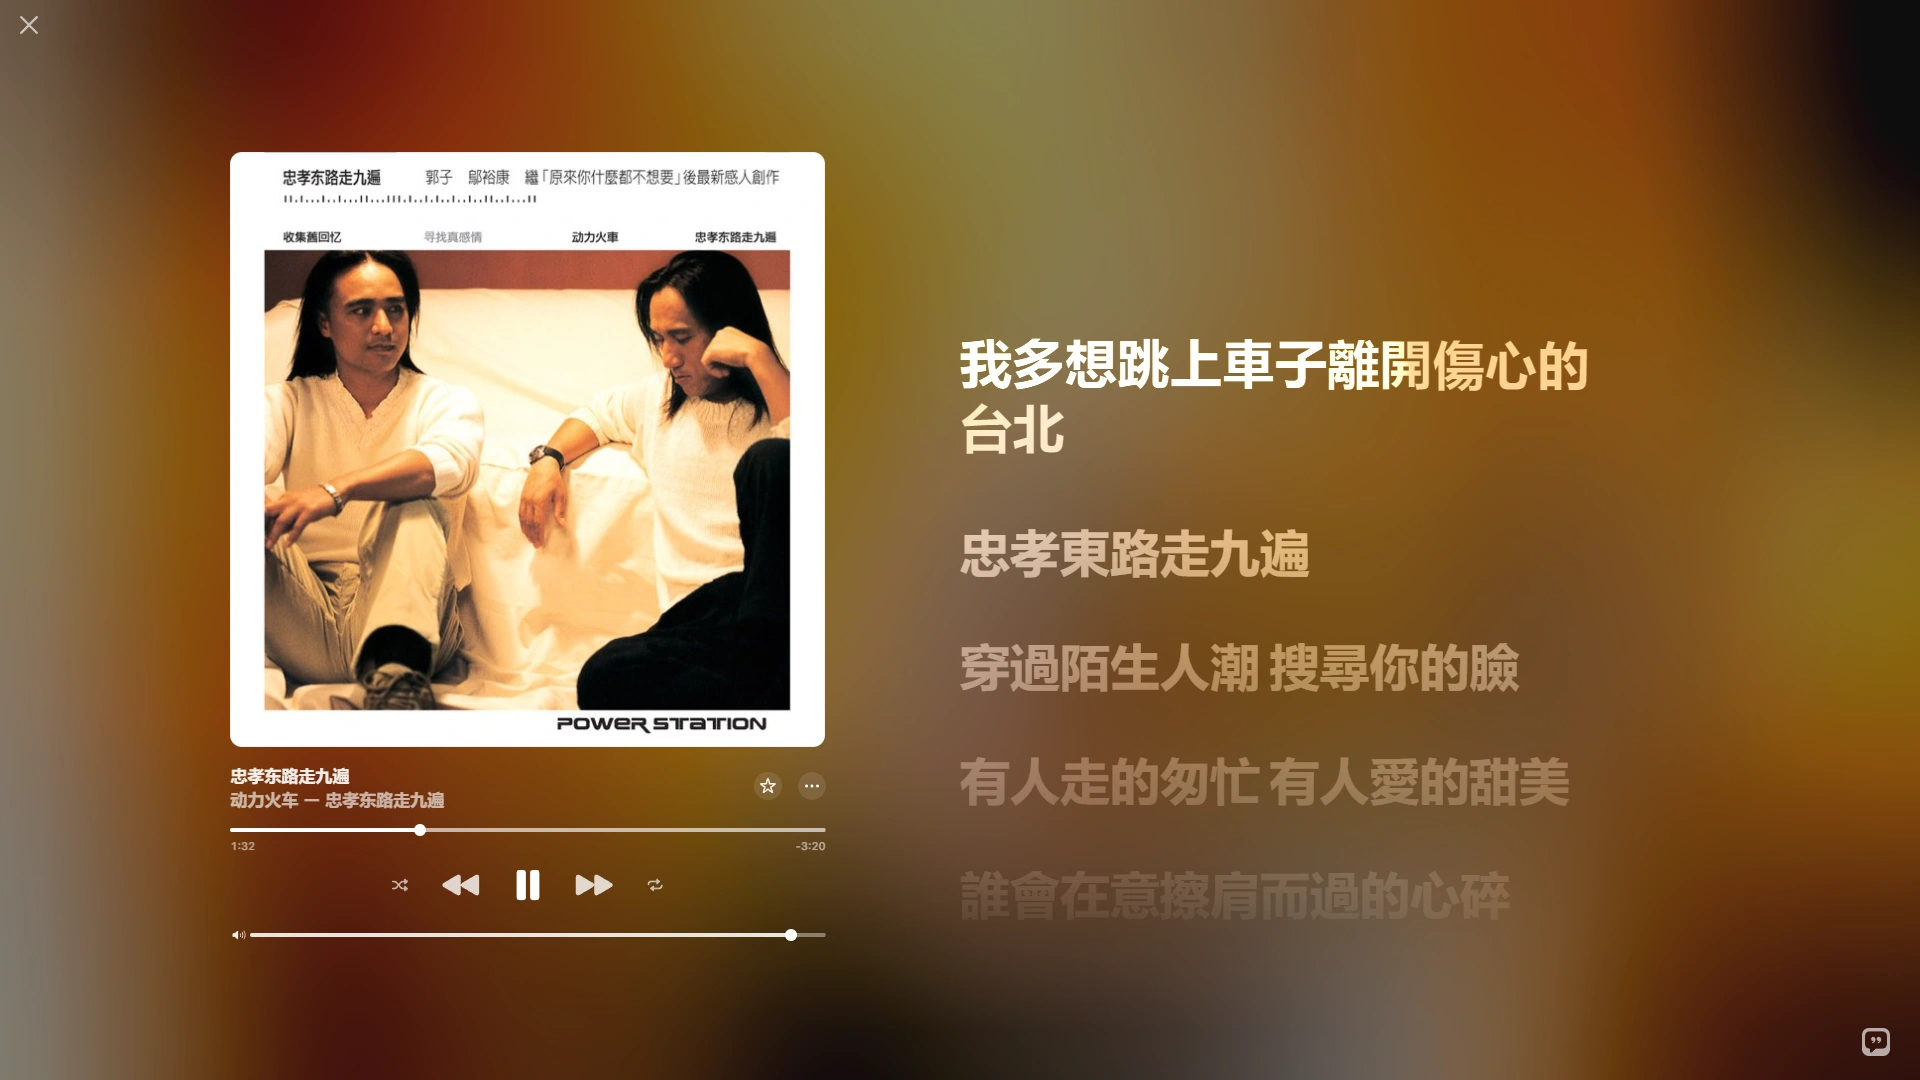 忠孝东路走九遍 郭子 鄔裕康 繼「原來你什麼都不想要」後最新感人創作
收集舊回忆 寻找真感情 动力火車 忠孝东路走九遍
POWER STATION
忠孝东路走九遍
动力火车 — 忠孝东路走九遍
1:32 -3:20
我多想跳上車子離開傷心的
台北
忠孝東路走九遍
穿過陌生人潮 搜尋你的臉
有人走的匆忙 有人愛的甜美
誰會在意擦肩而過的心碎